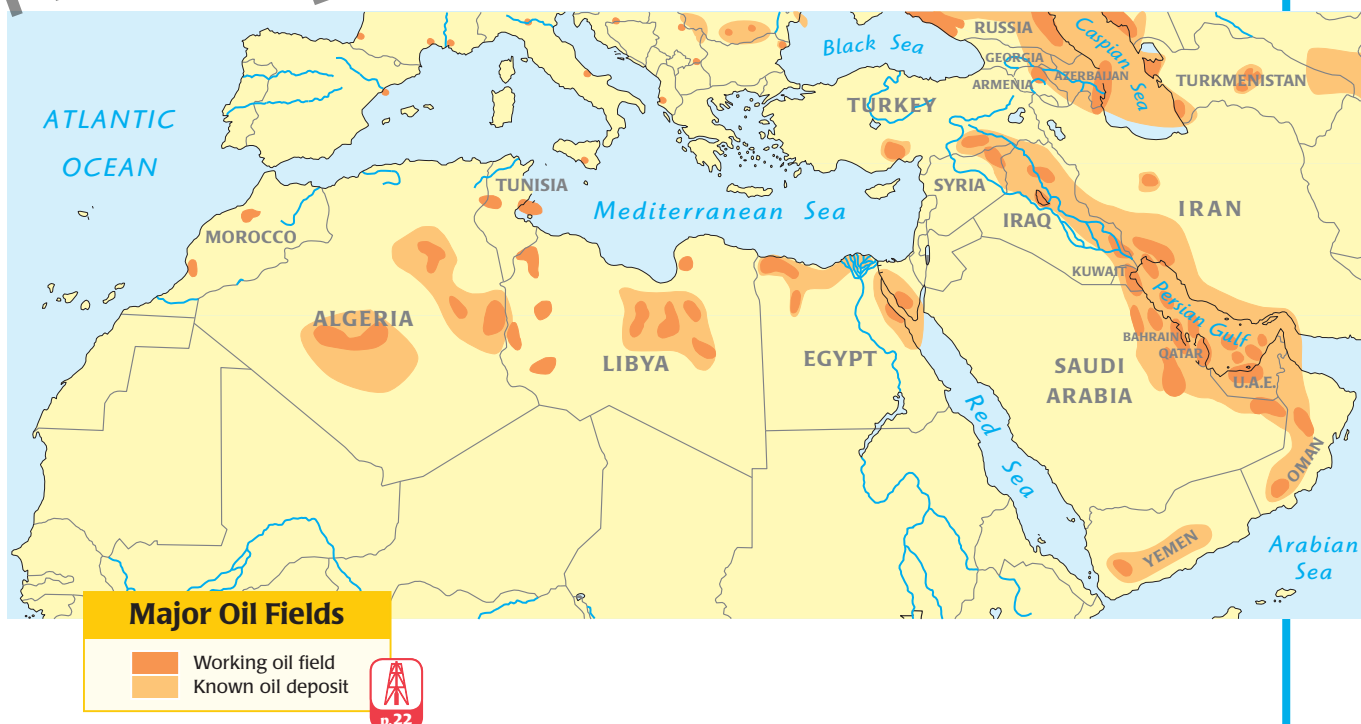 RUSSIA
Caspian Sea
Black Sea
GEORGIA
ARMENIA
AZERBAIJAN
TURKMENISTAN
TURKEY
ATLANTIC
OCEAN
TUNISIA
SYRIA
Mediterranean Sea
IRAQ
IRAN
MOROCCO
KUWAIT
Persian Gulf
ALGERIA
LIBYA
EGYPT
BAHRAIN
QATAR
SAUDI
ARABIA
U.A.E.
Red Sea
OMAN
YEMEN
Arabian
Sea
Major Oil Fields
Working oil field
Known oil deposit
p.22